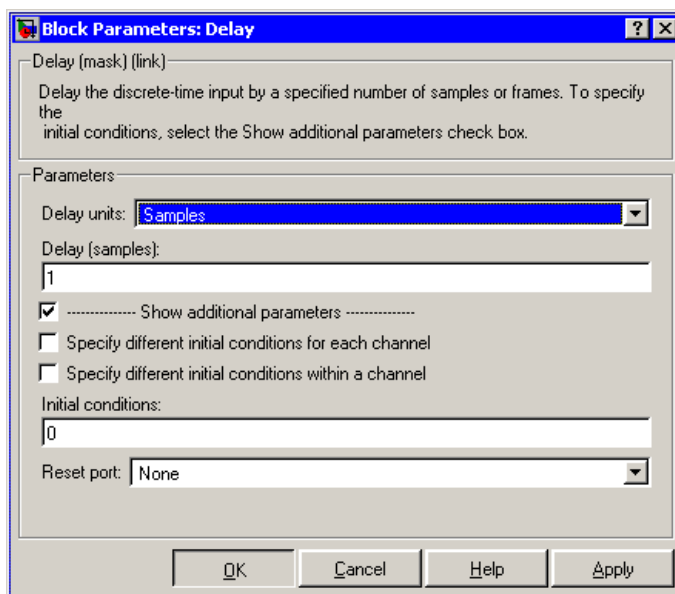 Block Parameters: Delay
Delay (mask) (link)
Delay the discrete-time input by a specified number of samples or frames. To specify
the
initial conditions, select the Show additional parameters check box.
Parameters
Delay units: Samples
Delay (samples):
1
-------------- Show additional parameters --------------
Specify different initial conditions for each channel
Specify different initial conditions within a channel
Initial conditions:
0
Reset port: None
OK Cancel Help Apply